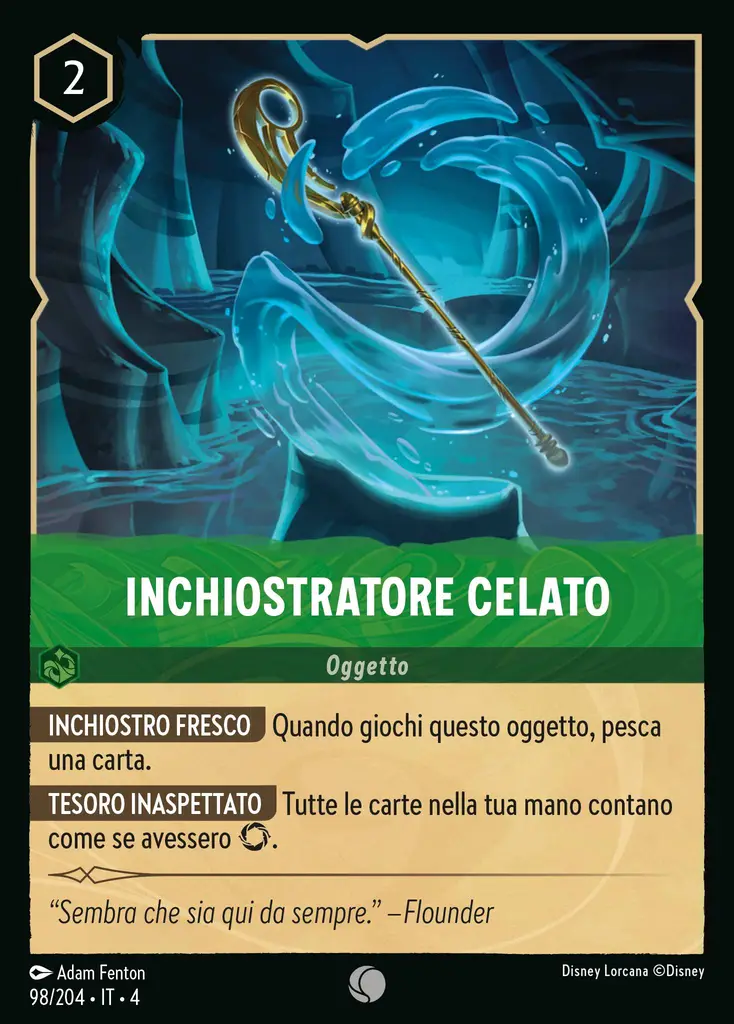 2
INCHIOSTRATORE CELATO
Oggetto
INCHIOSTRO FRESCO Quando giochi questo oggetto, pesca
una carta.
TESORO INASPETTATO Tutte le carte nella tua mano contano
come se avessero .
“Sembra che sia qui da sempre.” –Flounder
Adam Fenton
Disney Lorcana ©Disney
98/204 • IT • 4